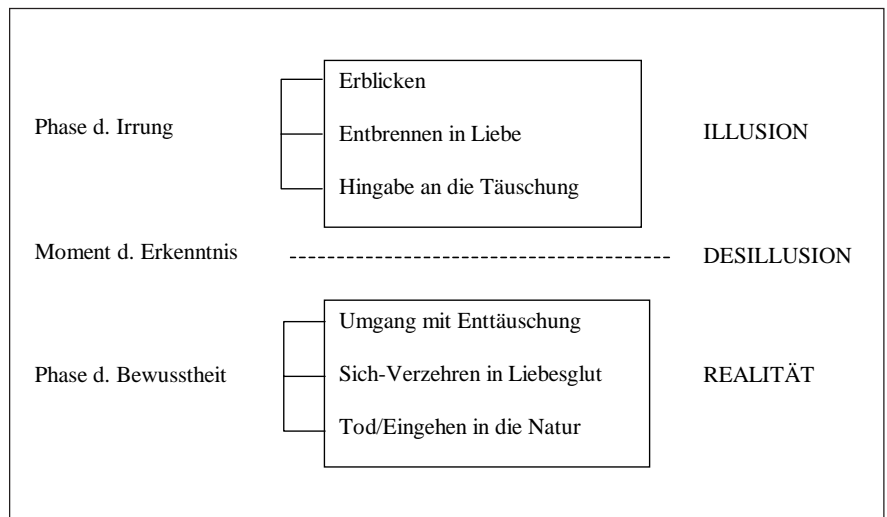 Erblicken
Phase d. Irrung
Entbrennen in Liebe
ILLUSION
Hingabe an die Täuschung
Moment d. Erkenntnis
DESILLUSION
Umgang mit Enttäuschung
Phase d. Bewusstheit
Sich-Verzehren in Liebesglut
REALITÄT
Tod/Eingehen in die Natur